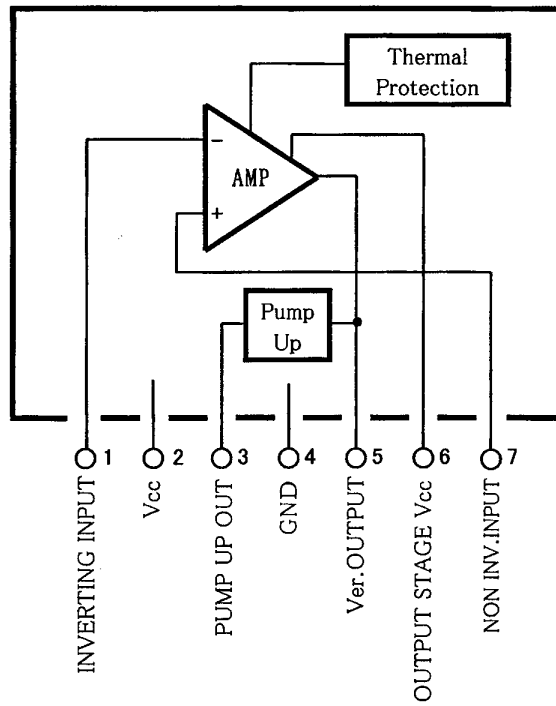 Thermal
Protection
−
AMP
+
Pump
Up
1
2
3
4
5
6
7
INVERTING INPUT
Vcc
PUMP UP OUT
GND
Ver.OUTPUT
OUTPUT STAGE Vcc
NON INV.INPUT